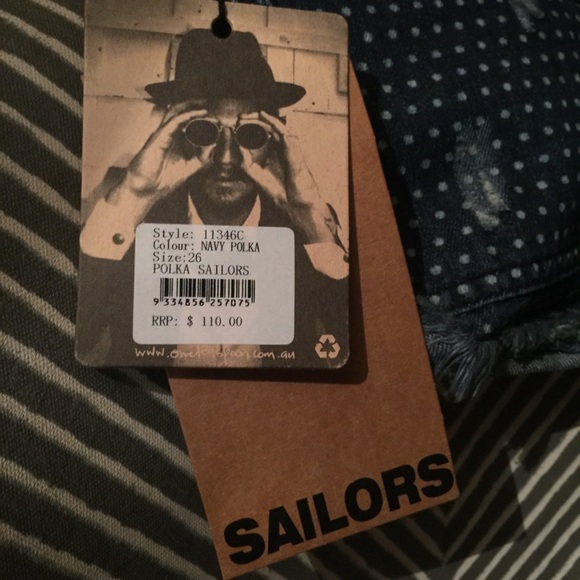 Style: 11346C
Colour: NAVY POLKA
Size:26
POLKA SAILORS
9 334856 257075
RRP: $ 110.00
SAILORS